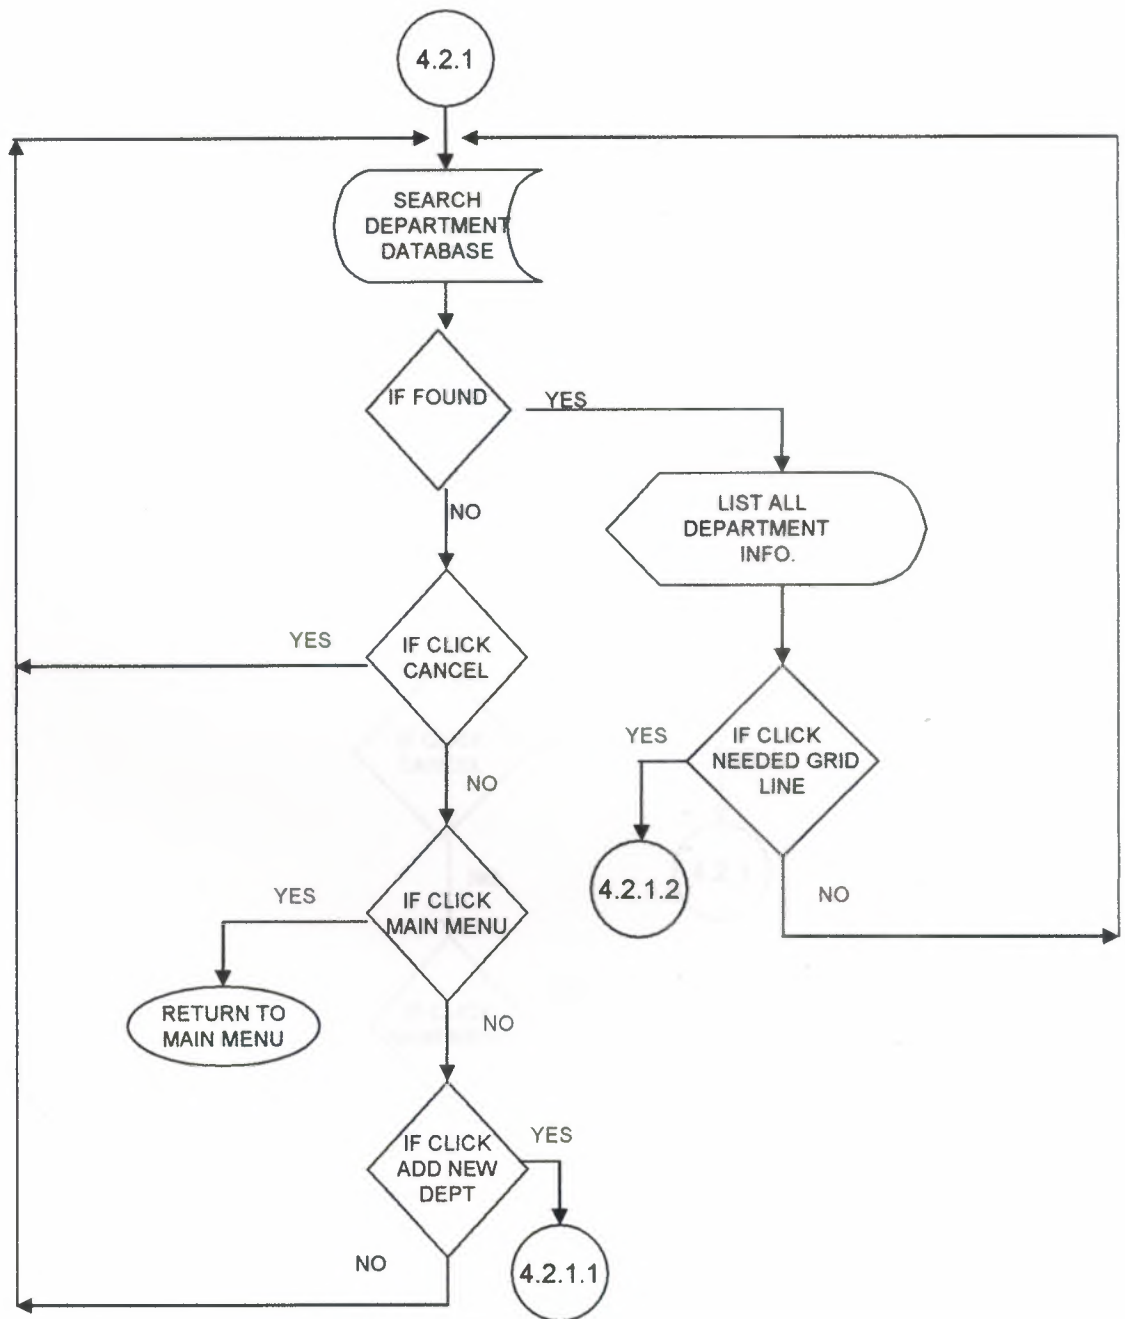 4.2.1
SEARCH
DEPARTMENT
DATABASE
IF FOUND
YES
NO
LIST ALL
DEPARTMENT
INFO.
IF CLICK
CANCEL
YES
NO
IF CLICK
NEEDED GRID
LINE
YES
NO
4.2.1.2
IF CLICK
MAIN MENU
YES
NO
RETURN TO
MAIN MENU
IF CLICK
ADD NEW
DEPT
YES
NO
4.2.1.1